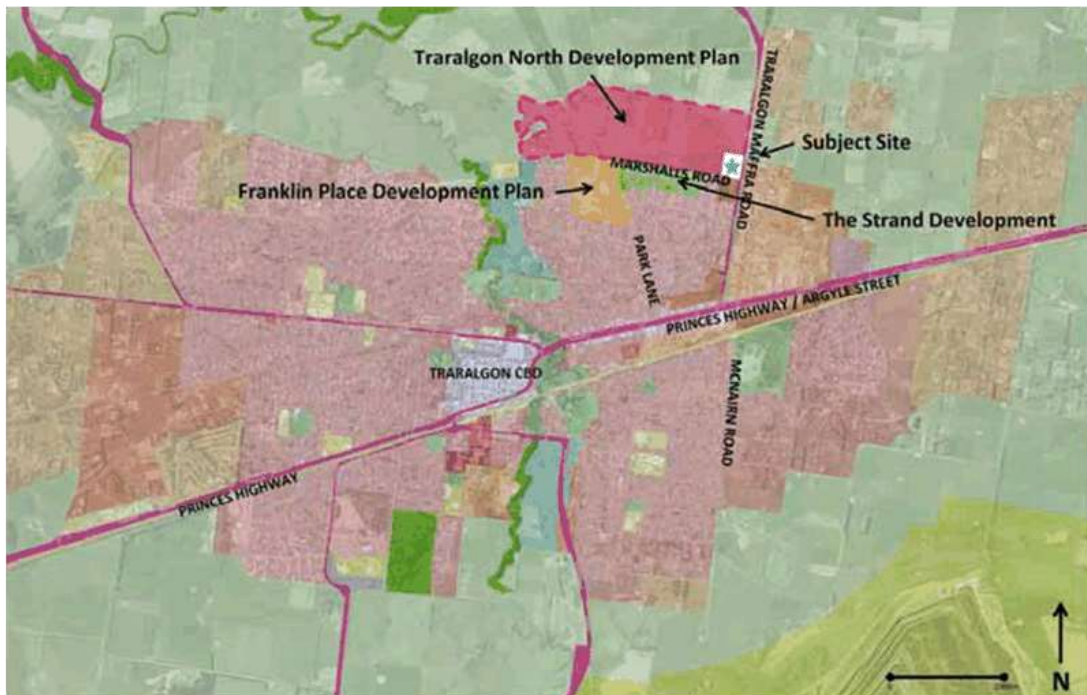 Traralgon North Development Plan
TRARALGON MAFFRA ROAD
Subject Site
MARSHALLS ROAD
Franklin Place Development Plan
The Strand Development
PARK LANE
PRINCES HIGHWAY / ARGYLE STREET
TRARALGON CBD
MCNAIRN ROAD
PRINCES HIGHWAY
N